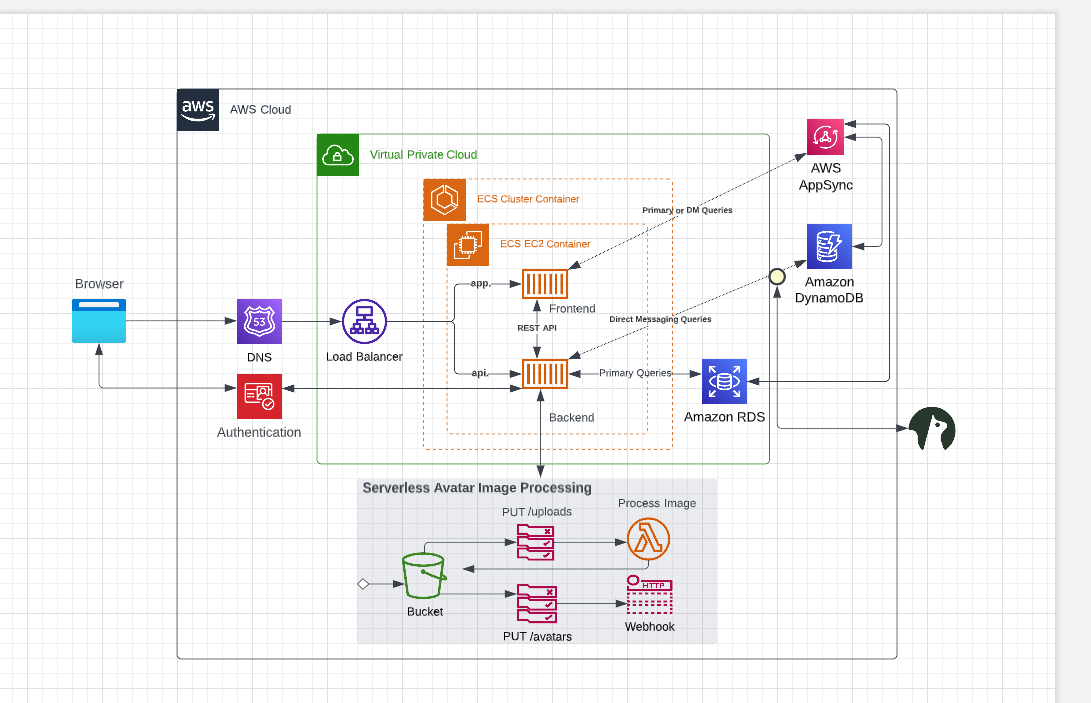 aws
AWS Cloud
Virtual Private Cloud
AWS
AppSync
ECS Cluster Container
Primary or DM Queries
ECS EC2 Container
Browser
app.
Amazon
DynamoDB
Frontend
53
Direct Messaging Queries
REST API
DNS
Load Balancer
api.
Primary Queries
Amazon RDS
Backend
Authentication
Serverless Avatar Image Processing
Process Image
PUT /uploads
HTTP
Bucket
Webhook
PUT /avatars